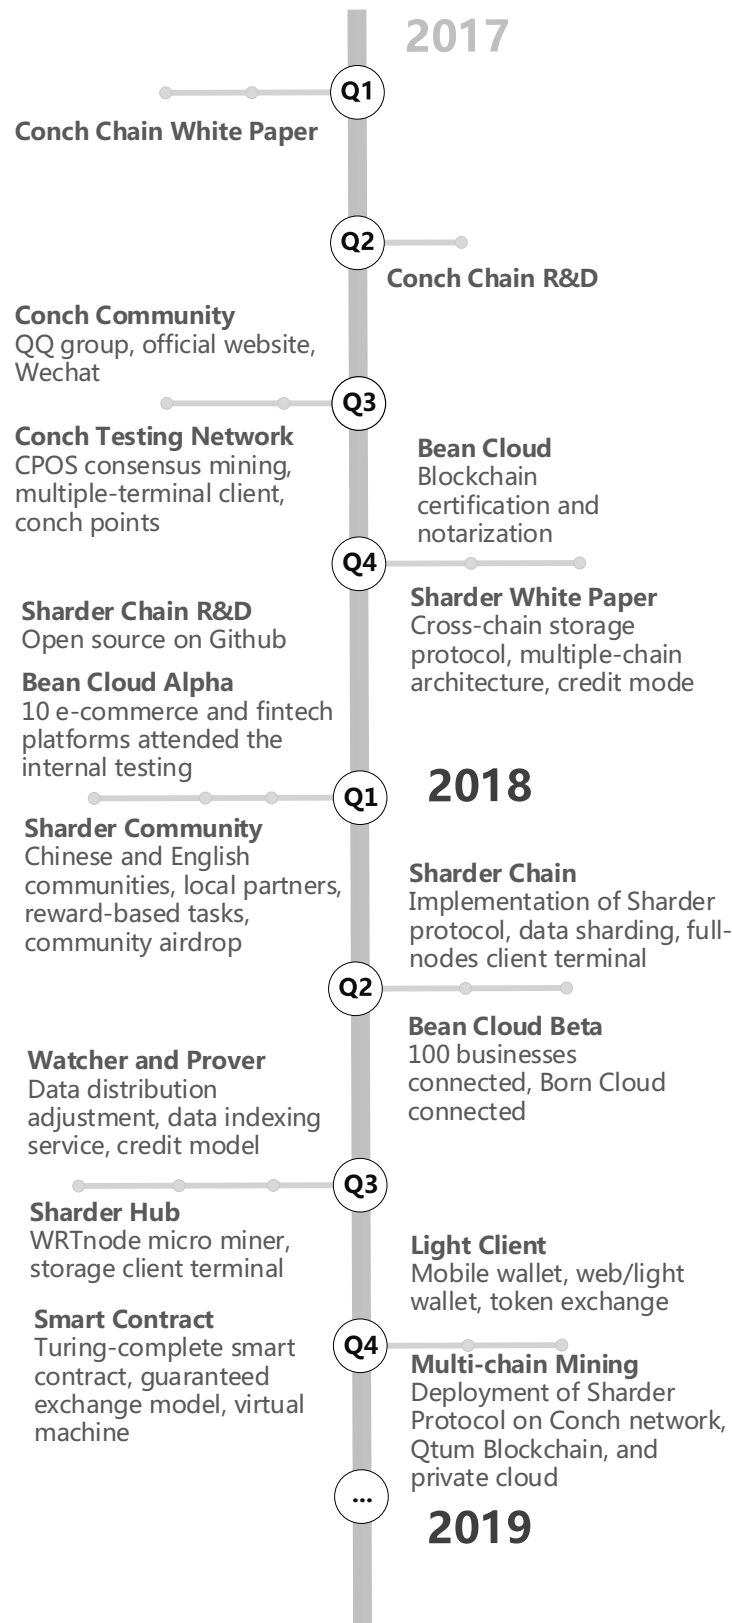 2017
Q1
Conch Chain White Paper
Q2
Conch Chain R&D
Conch Community
QQ group, official website,
Wechat
Q3
Conch Testing Network
CPOS consensus mining,
multiple-terminal client,
conch points
Bean Cloud
Blockchain
certification and
notarization
Q4
Sharder White Paper
Cross-chain storage
protocol, multiple-chain
architecture, credit mode
Sharder Chain R&D
Open source on Github
Bean Cloud Alpha
10 e-commerce and fintech
platforms attended the
internal testing
2018
Q1
Sharder Community
Chinese and English
communities, local partners,
reward-based tasks,
community airdrop
Sharder Chain
Implementation of Sharder
protocol, data sharding, full-
nodes client terminal
Q2
Bean Cloud Beta
100 businesses
connected, Born Cloud
connected
Watcher and Prover
Data distribution
adjustment, data indexing
service, credit model
Q3
Sharder Hub
WRTnode micro miner,
storage client terminal
Smart Contract
Turing-complete smart
contract, guaranteed
exchange model, virtual
machine
Light Client
Mobile wallet, web/light
wallet, token exchange
Q4
Multi-chain Mining
Deployment of Sharder
Protocol on Conch network,
Qtum Blockchain, and
private cloud
...
2019